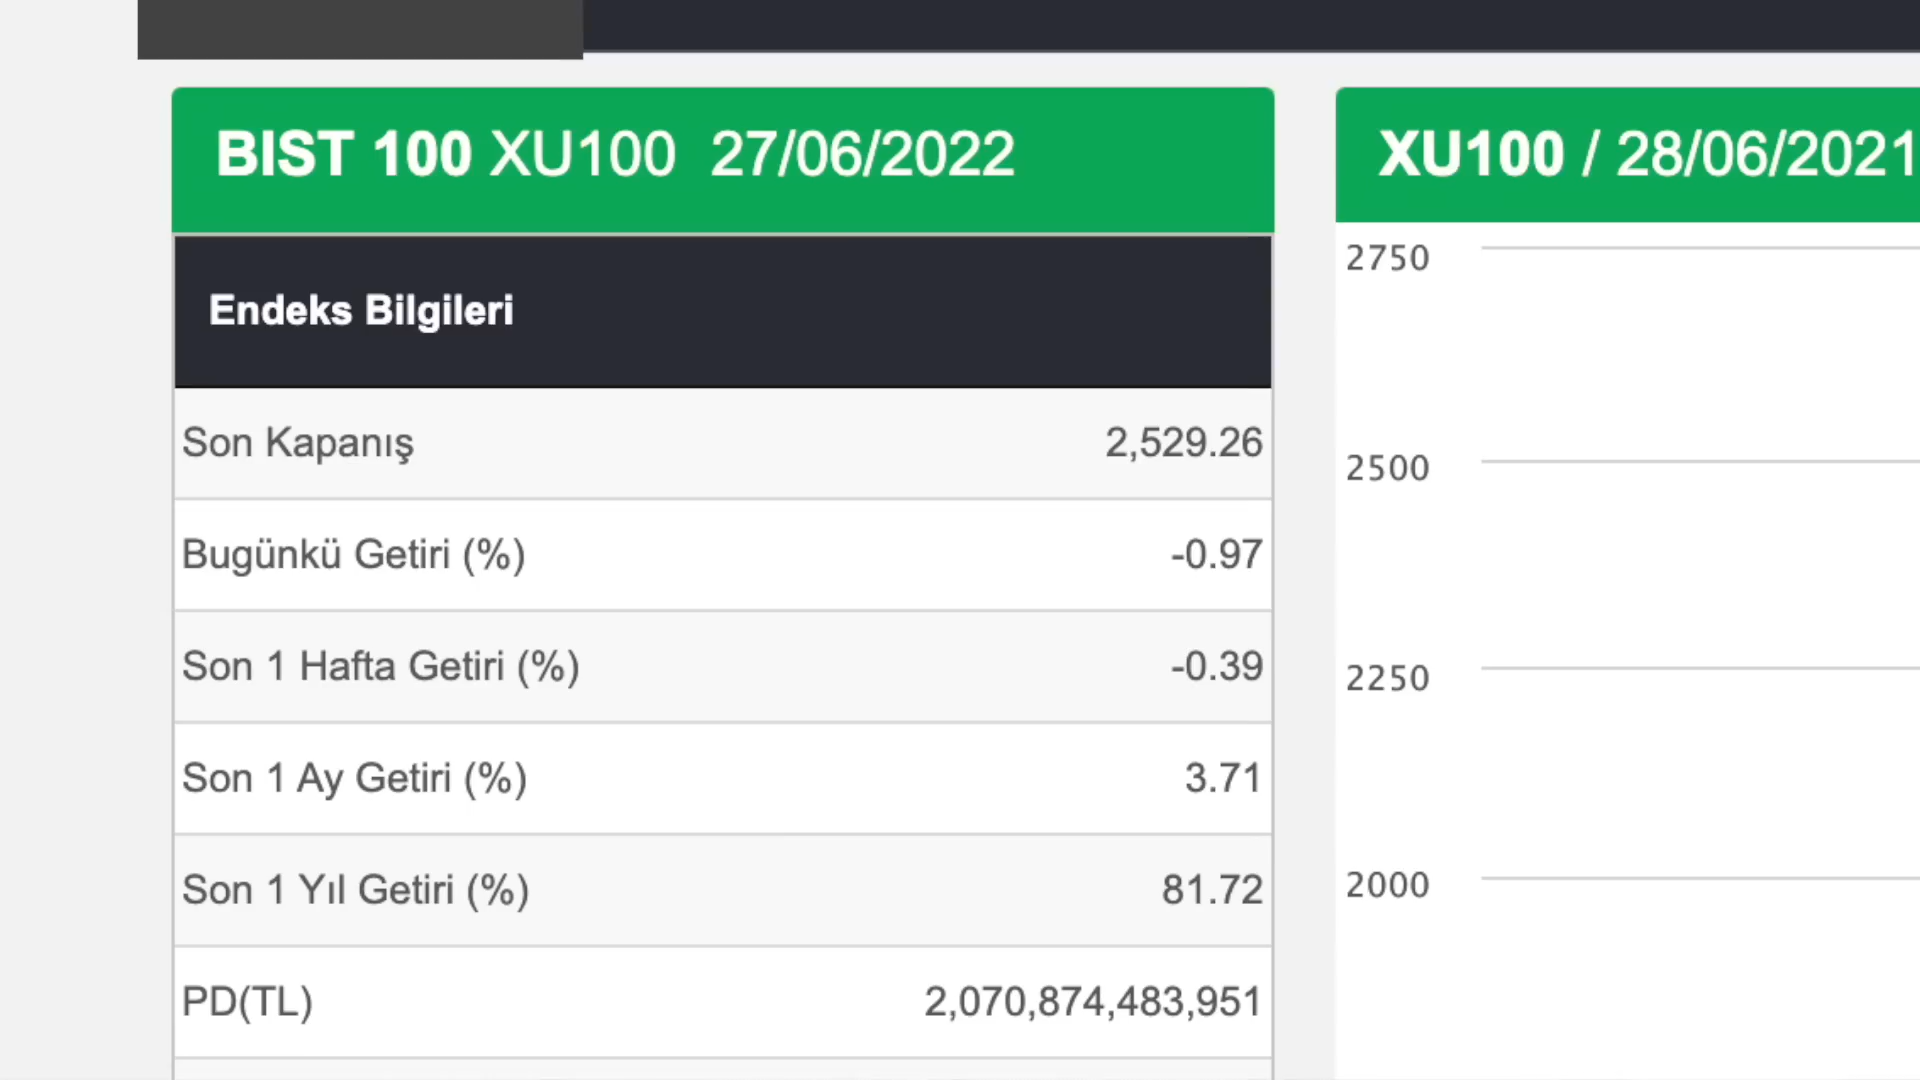 BIST 100 XU100 27/06/2022
Endeks Bilgileri
Son Kapanış 2,529.26
Bugünkü Getiri (%) -0.97
Son 1 Hafta Getiri (%) -0.39
Son 1 Ay Getiri (%) 3.71
Son 1 Yıl Getiri (%) 81.72
PD(TL) 2,070,874,483,951
XU100 / 28/06/2021
2750
2500
2250
2000